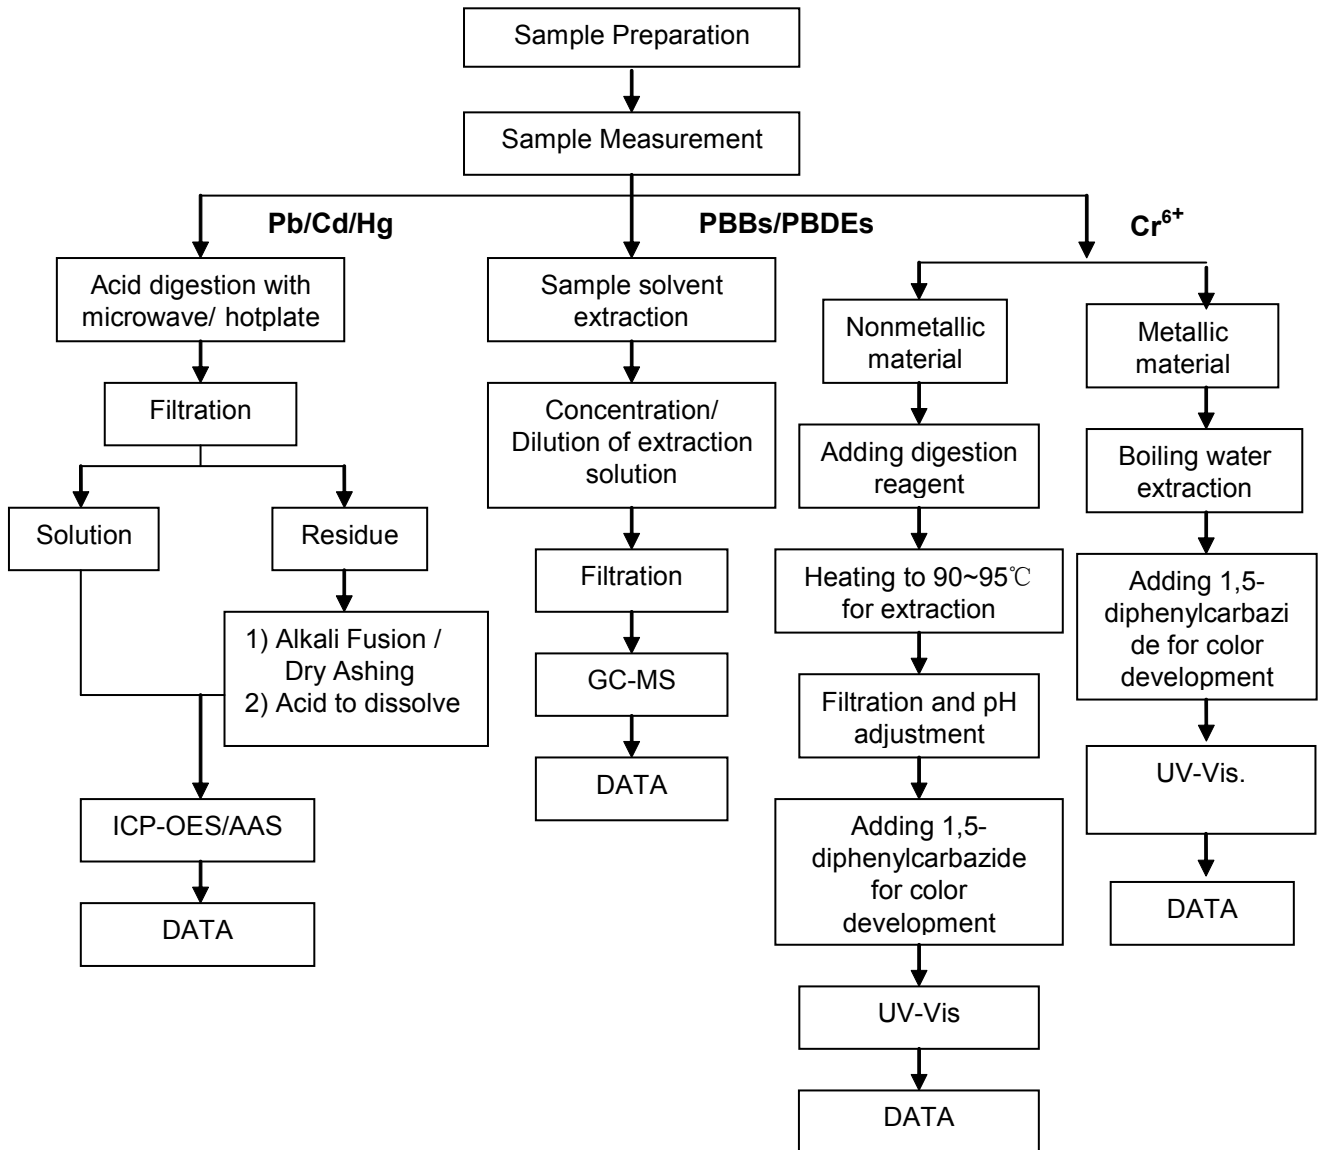 Sample Preparation
Sample Measurement
Pb/Cd/Hg
PBBs/PBDEs
Cr⁶⁺
Acid digestion with
microwave/ hotplate
Filtration
Solution
Residue
1) Alkali Fusion /
Dry Ashing
2) Acid to dissolve
ICP-OES/AAS
DATA
Sample solvent
extraction
Concentration/
Dilution of extraction
solution
Filtration
GC-MS
DATA
Nonmetallic
material
Adding digestion
reagent
Heating to 90~95℃
for extraction
Filtration and pH
adjustment
Adding 1,5-
diphenylcarbazide
for color
development
UV-Vis
DATA
Metallic
material
Boiling water
extraction
Adding 1,5-
diphenylcarbazi
de for color
development
UV-Vis.
DATA